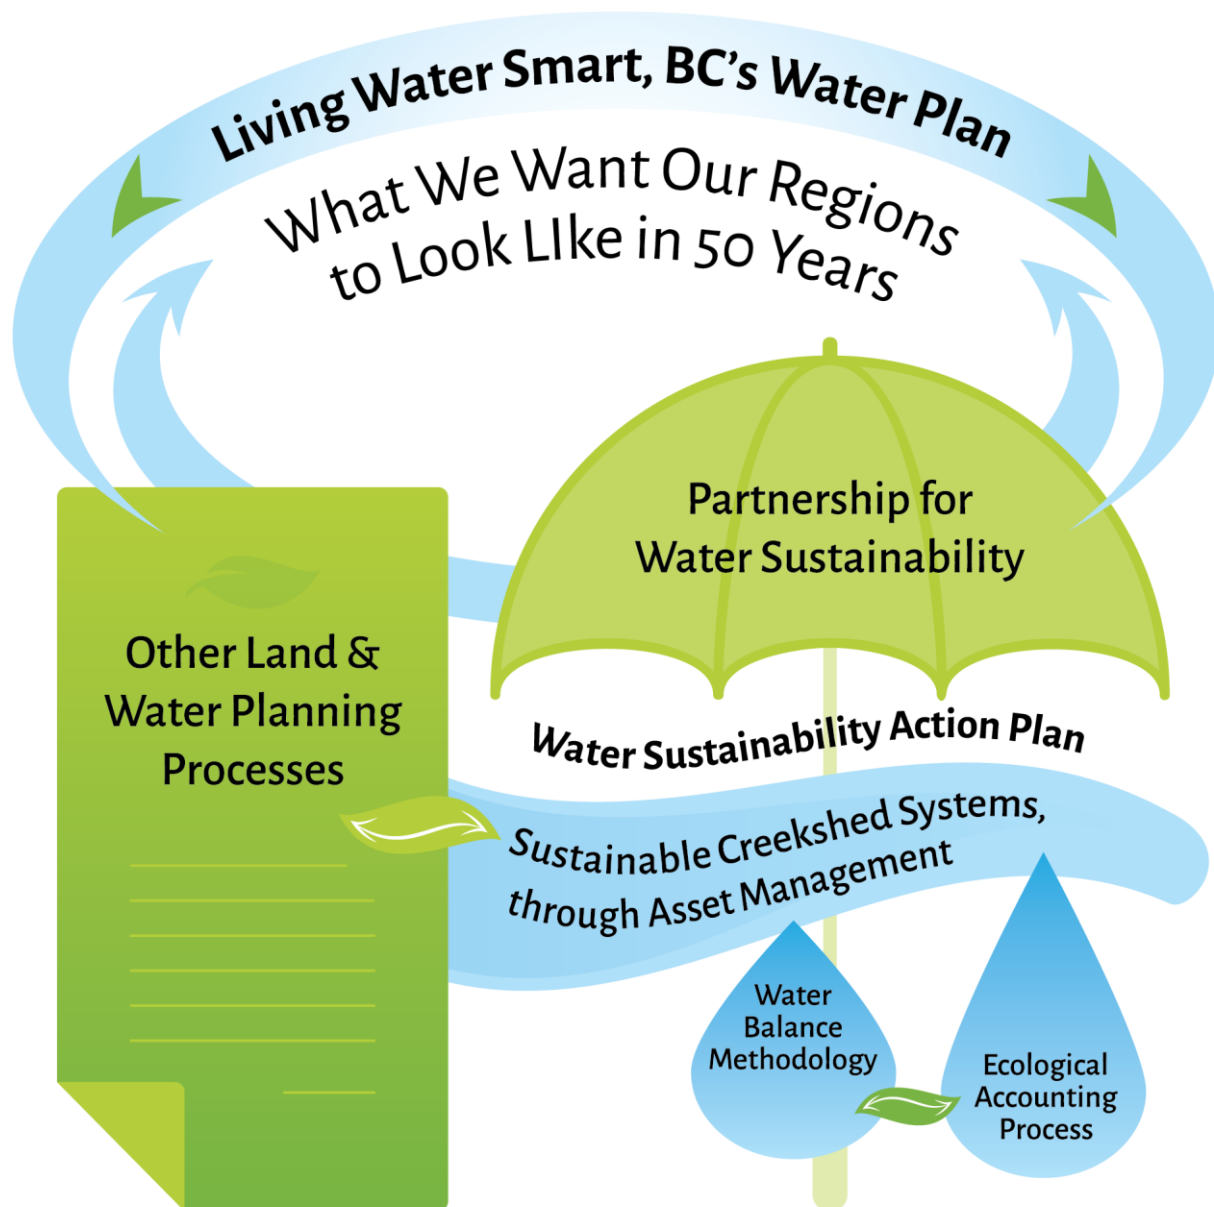 Living Water Smart, BC's Water Plan
What We Want Our Regions
to Look LIke in 50 Years
Partnership for
Water Sustainability
Other Land &
Water Planning
Processes
Water Sustainability Action Plan
Sustainable Creekshed Systems,
through Asset Management
Water
Balance
Methodology
Ecological
Accounting
Process